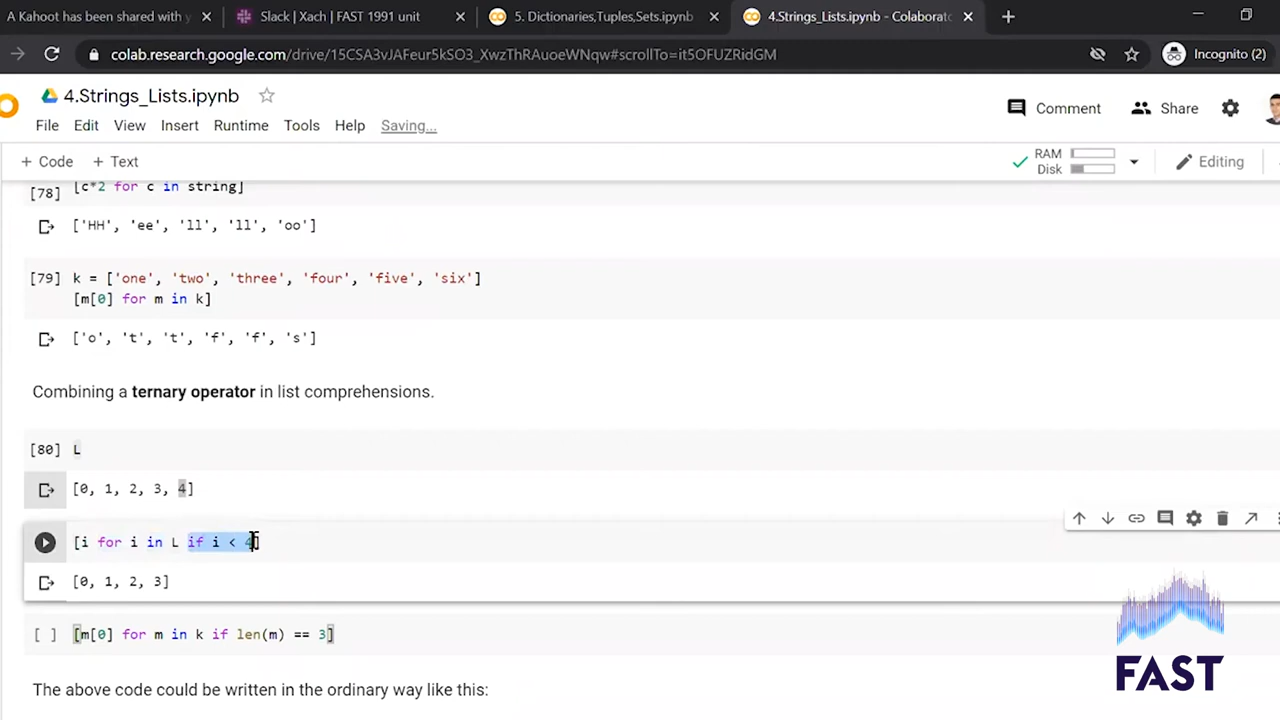 A Kahoot has been shared with y
Slack | Xach | FAST 1991 unit
5. Dictionaries,Tuples,Sets.ipynb
4.Strings_Lists.ipynb - Colaborato
colab.research.google.com/drive/15CSA3vJAFeur5kSO3_XwzThRAuoeWNqw#scrollTo=it5OFUZRidGM
Incognito (2)
4.Strings_Lists.ipynb
Comment
Share
File Edit View Insert Runtime Tools Help Saving...
+ Code + Text
RAM
Disk
Editing
[78] [c*2 for c in string]
['HH', 'ee', 'll', 'll', 'oo']
[79] k = ['one', 'two', 'three', 'four', 'five', 'six']
[m[0] for m in k]
['o', 't', 't', 'f', 'f', 's']
Combining a ternary operator in list comprehensions.
[80] L
[0, 1, 2, 3, 4]
[i for i in L if i < 4]
[0, 1, 2, 3]
[ ] [m[0] for m in k if len(m) == 3]
The above code could be written in the ordinary way like this:
FAST